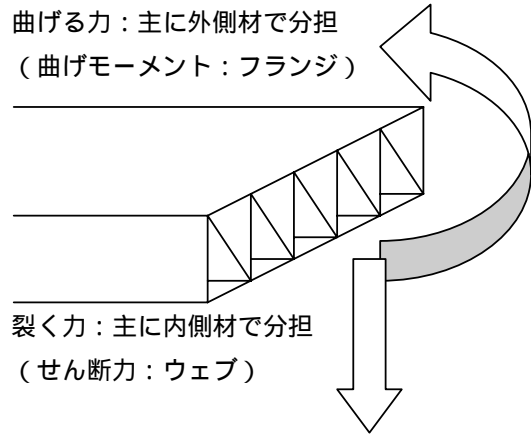 曲げる力：主に外側材で分担
（曲げモーメント：フランジ）
裂く力：主に内側材で分担
（せん断力：ウェブ）